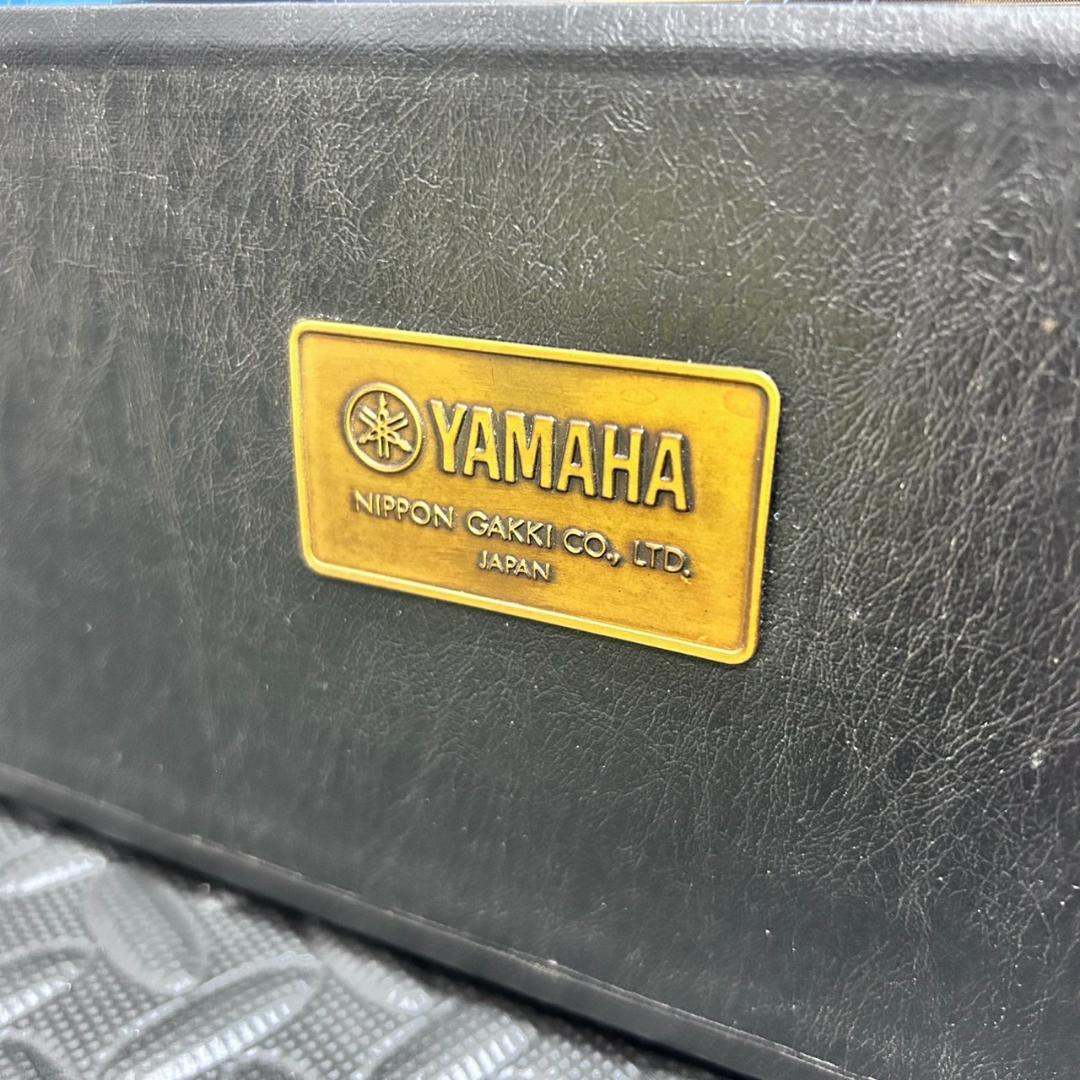 YAMAHA
NIPPON GAKKI CO., LTD.
JAPAN